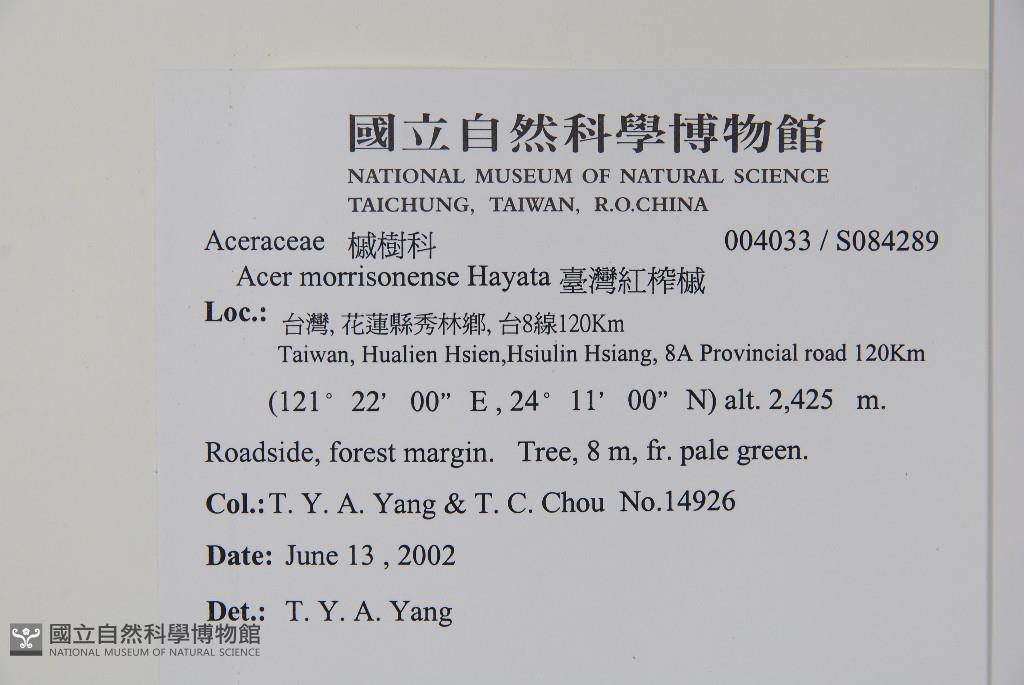 國立自然科學博物館
NATIONAL MUSEUM OF NATURAL SCIENCE
TAICHUNG, TAIWAN, R.O.CHINA
Aceraceae 槭樹科 004033 / S084289
Acer morrisonense Hayata 臺灣紅榨槭
Loc.: 台灣, 花蓮縣秀林鄉, 台8線120Km
Taiwan, Hualien Hsien,Hsiulin Hsiang, 8A Provincial road 120Km
(121° 22’ 00” E , 24° 11’ 00” N) alt. 2,425 m.
Roadside, forest margin. Tree, 8 m, fr. pale green.
Col.: T. Y. A. Yang & T. C. Chou No.14926
Date: June 13 , 2002
Det.: T. Y. A. Yang
國立自然科學博物館
NATIONAL MUSEUM OF NATURAL SCIENCE